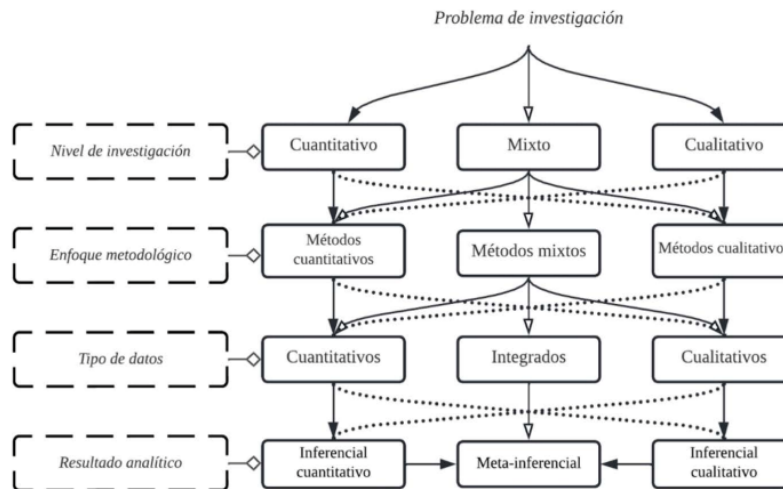 Problema de investigación
Nivel de investigación
Cuantitativo
Mixto
Cualitativo
Enfoque metodológico
Métodos
cuantitativos
Métodos mixtos
Métodos cualitativo
Tipo de datos
Cuantitativos
Integrados
Cualitativos
Resultado analítico
Inferencial
cuantitativo
Meta-inferencial
Inferencial
cualitativo